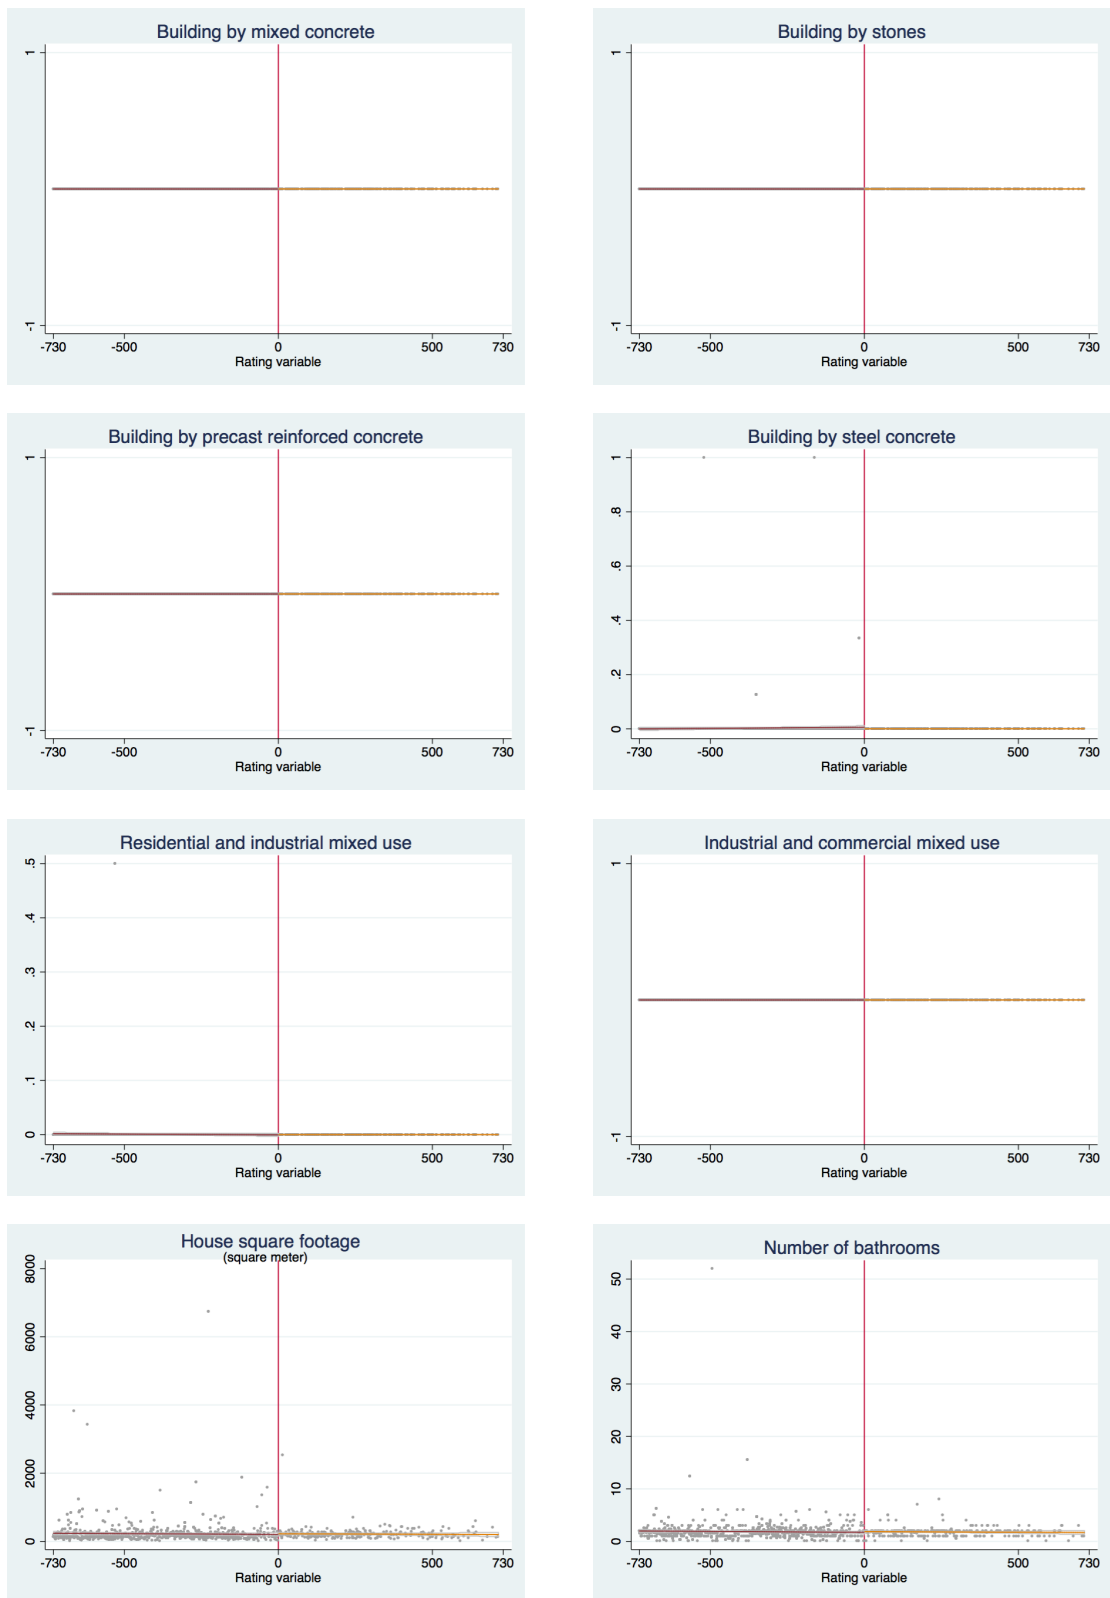 Building by mixed concrete
1
-1
-730 -500 0 500 730
Rating variable
Building by stones
1
-1
-730 -500 0 500 730
Rating variable
Building by precast reinforced concrete
1
-1
-730 -500 0 500 730
Rating variable
Building by steel concrete
1
.8
.6
.4
.2
0
-730 -500 0 500 730
Rating variable
Residential and industrial mixed use
.5
.4
.3
.2
.1
0
-730 -500 0 500 730
Rating variable
Industrial and commercial mixed use
1
-1
-730 -500 0 500 730
Rating variable
House square footage
(square meter)
8000
6000
4000
2000
0
-730 -500 0 500 730
Rating variable
Number of bathrooms
50
40
30
20
10
0
-730 -500 0 500 730
Rating variable